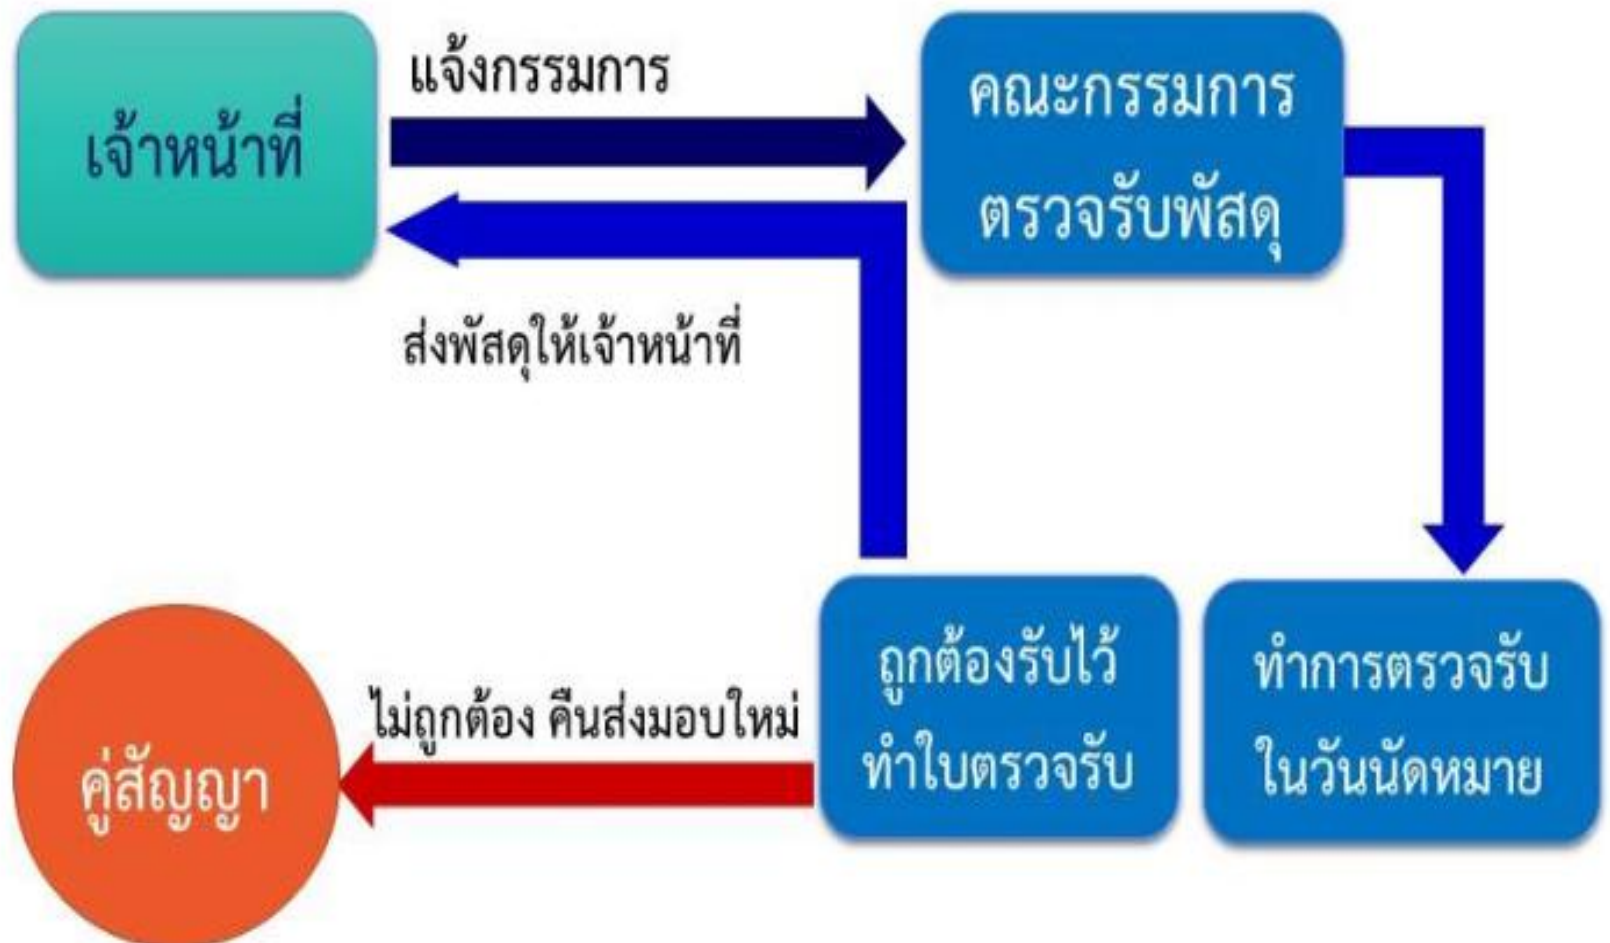 เจ้าหน้าที่
แจ้งกรรมการ
คณะกรรมการ
ตรวจรับพัสดุ
ส่งพัสดุให้เจ้าหน้าที่
คู่สัญญา
ไม่ถูกต้อง คืนส่งมอบใหม่
ถูกต้องรับไว้
ทำใบตรวจรับ
ทำการตรวจรับ
ในวันนัดหมาย